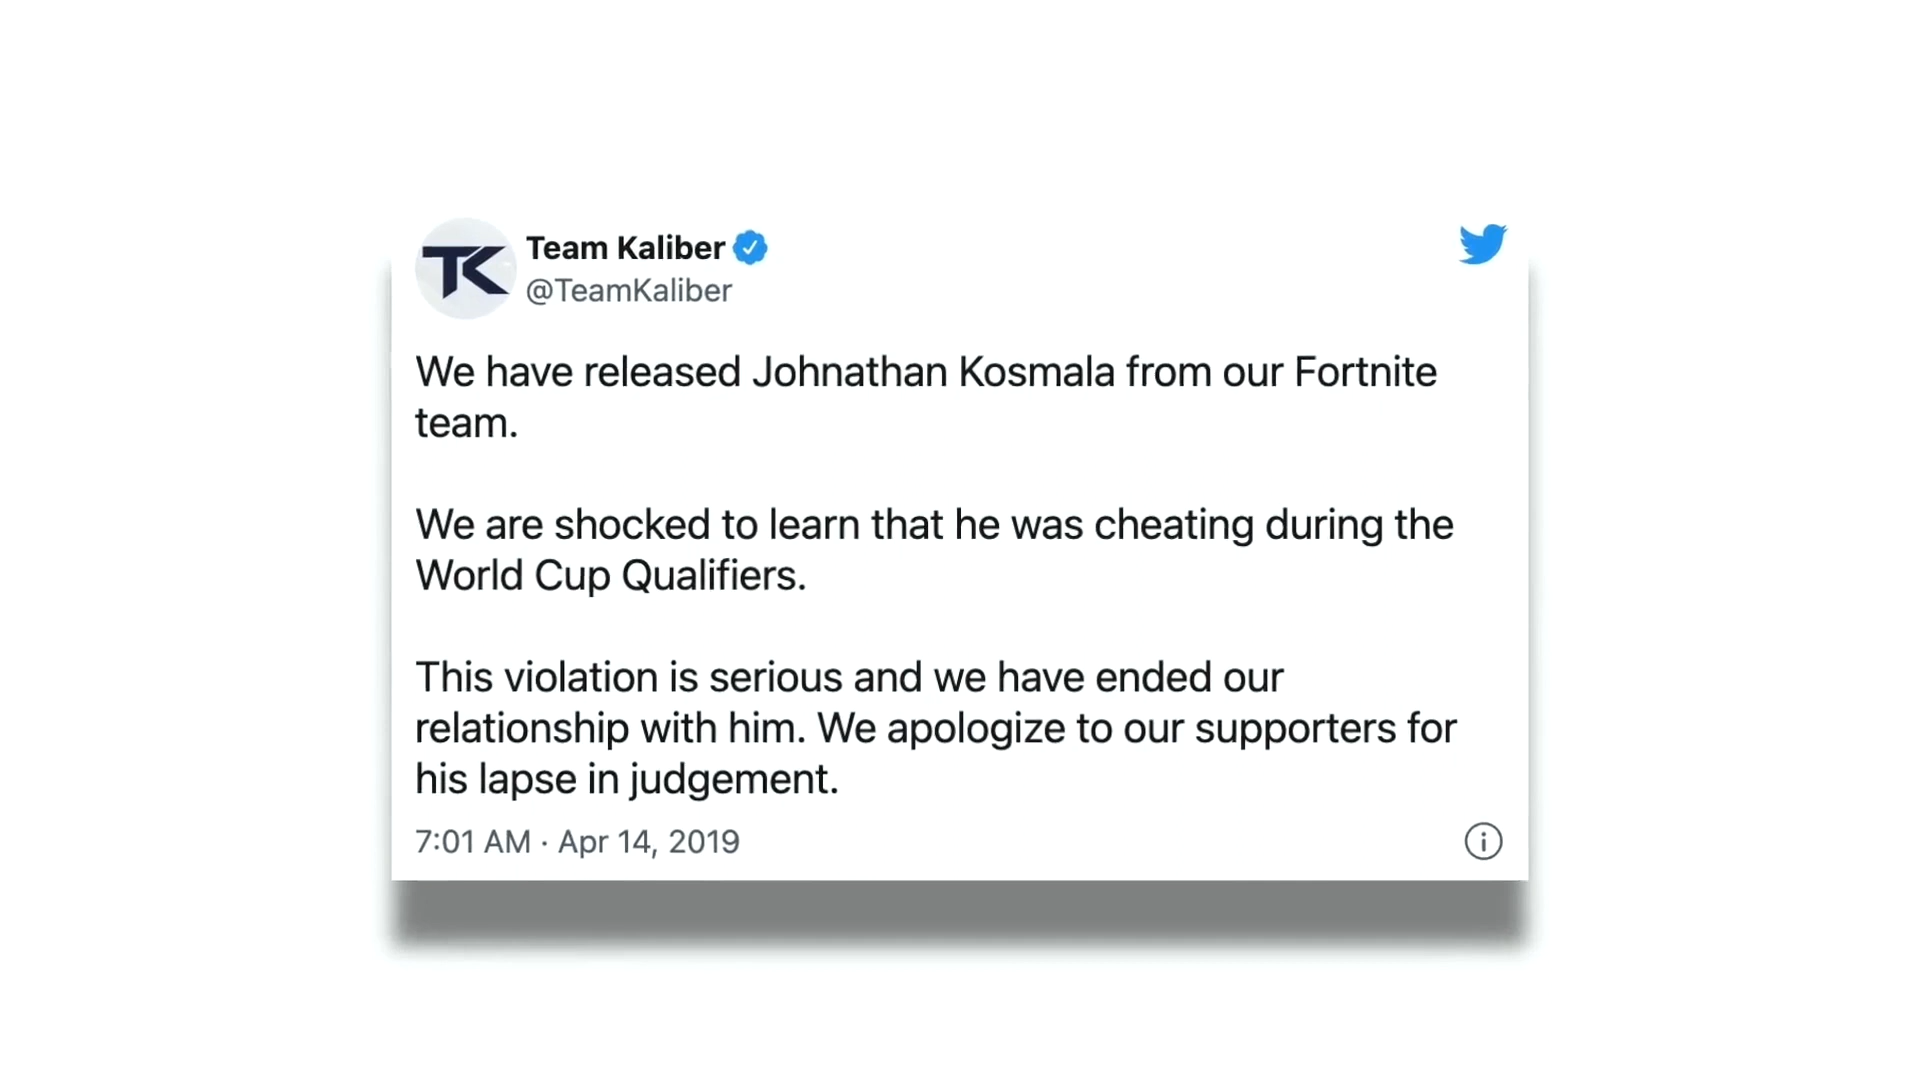 TK
Team Kaliber
@TeamKaliber
We have released Johnathan Kosmala from our Fortnite
team.
We are shocked to learn that he was cheating during the
World Cup Qualifiers.
This violation is serious and we have ended our
relationship with him. We apologize to our supporters for
his lapse in judgement.
7:01 AM · Apr 14, 2019